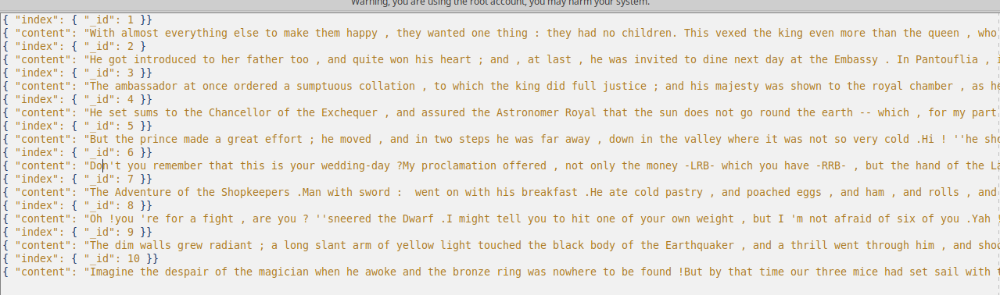 Warning, you are using the root account, you may harm your system.
{ "index": { "_id": 1 }}
{ "content": "With almost everything else to make them happy , they wanted one thing : they had no children. This vexed the king even more than the queen , who
{ "index": { "_id": 2 }
{ "content": "He got introduced to her father too , and quite won his heart ; and , at last , he was invited to dine next day at the Embassy . In Pantouflia ,
{ "index": { "_id": 3 }}
{ "content": "The ambassador at once ordered a sumptuous collation , to which the king did full justice ; and his majesty was shown to the royal chamber , as he
{ "index": { "_id": 4 }}
{ "content": "He set sums to the Chancellor of the Exchequer , and assured the Astronomer Royal that the sun does not go round the earth -- which , for my part
{ "index": { "_id": 5 }}
{ "content": "But the prince made a great effort ; he moved , and in two steps he was far away , down in the valley where it was not so very cold .Hi ! ''he sho
{ "index": { "_id": 6 }}
{ "content": "Don't you remember that this is your wedding-day ?My proclamation offered , not only the money -LRB- which you have -RRB- , but the hand of the La
{ "index": { "_id": 7 }}
{ "content": "The Adventure of the Shopkeepers .Man with sword :  went on with his breakfast .He ate cold pastry , and poached eggs , and ham , and rolls , and
{ "index": { "_id": 8 }}
{ "content": "Oh !you 're for a fight , are you ? ''sneered the Dwarf .I might tell you to hit one of your own weight , but I 'm not afraid of six of you .Yah !
{ "index": { "_id": 9 }}
{ "content": "The dim walls grew radiant ; a long slant arm of yellow light touched the black body of the Earthquaker , and a thrill went through him , and shoo
{ "index": { "_id": 10 }}
{ "content": "Imagine the despair of the magician when he awoke and the bronze ring was nowhere to be found !But by that time our three mice had set sail with t